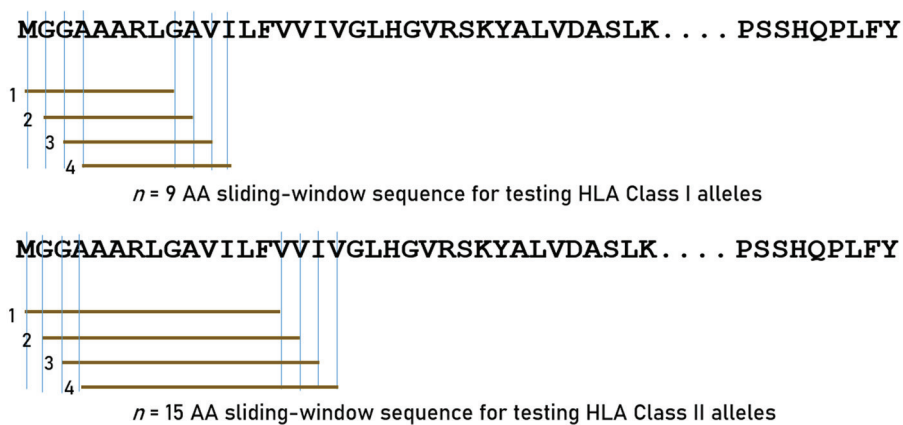 MGGAAARLGAVILFVVIVGLHGVRSKYALVDASLK.... PSSHQPLFY
1
2
3
4
n = 9 AA sliding-window sequence for testing HLA Class I alleles
MGGAAARLGAVILFVVIVGLHGVRSKYALVDASLK.... PSSHQPLFY
1
2
3
4
n = 15 AA sliding-window sequence for testing HLA Class II alleles